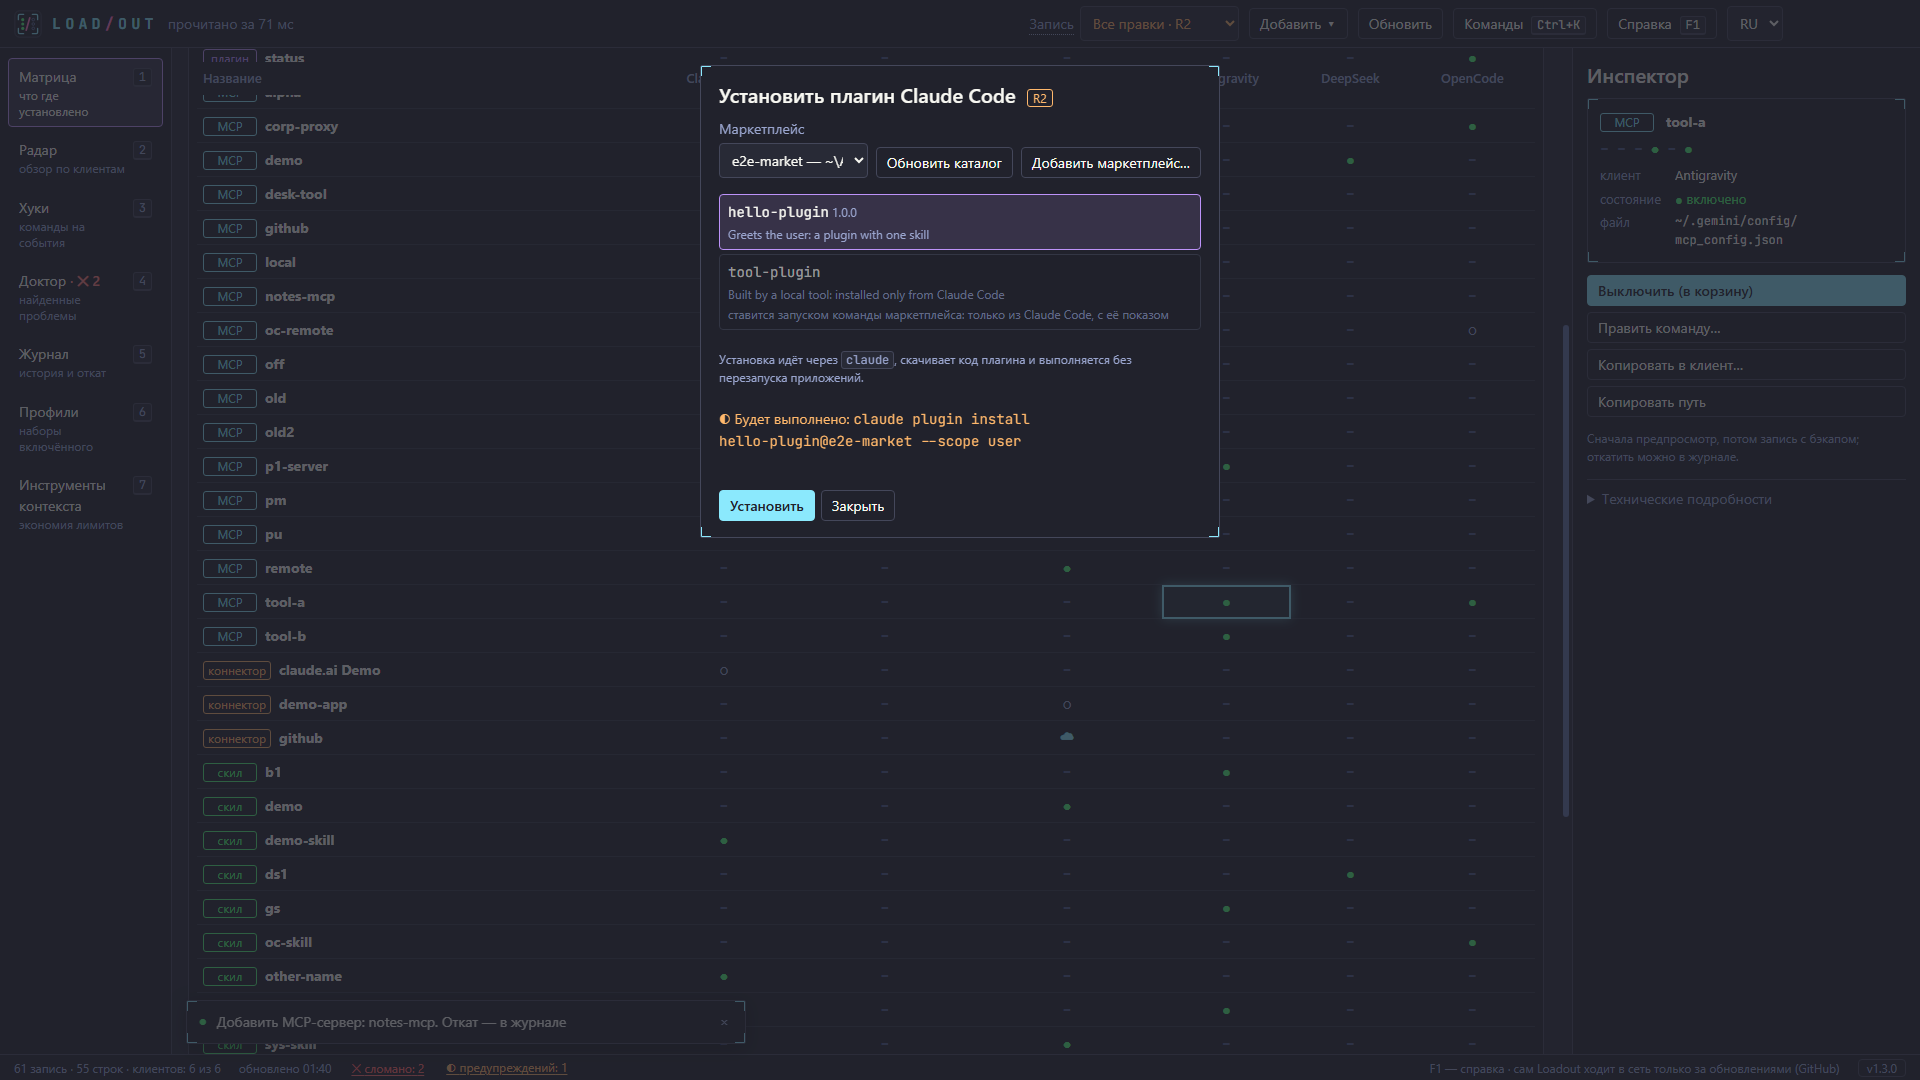 LOAD/OUT прочитано за 71 мс
Запись Все правки · R2 Добавить ▾ Обновить Команды Ctrl+K Справка F1 RU
Матрица 1
что где
установлено
Радар 2
обзор по клиентам
Хуки 3
команды на
события
Доктор · ✕ 2 4
найденные
проблемы
Журнал 5
история и откат
Профили 6
наборы
включённого
Инструменты 7
контекста
экономия лимитов
плагин status
Название DeepSeek OpenCode
MCP
MCP corp-proxy
MCP demo
MCP desk-tool
MCP github
MCP local
MCP notes-mcp
MCP oc-remote
MCP off
MCP old
MCP old2
MCP p1-server
MCP pm
MCP pu
MCP remote
MCP tool-a
MCP tool-b
коннектор claude.ai Demo
коннектор demo-app
коннектор github
скил b1
скил demo
скил demo-skill
скил ds1
скил gs
скил oc-skill
скил other-name
скил sys-skill
Установить плагин Claude Code R2
Маркетплейс
e2e-market — ~\/ Обновить каталог Добавить маркетплейс...
hello-plugin 1.0.0
Greets the user: a plugin with one skill
tool-plugin
Built by a local tool: installed only from Claude Code
ставится запуском команды маркетплейса: только из Claude Code, с её показом
Установка идёт через claude, скачивает код плагина и выполняется без
перезапуска приложений.
◐ Будет выполнено: claude plugin install
hello-plugin@e2e-market --scope user
Установить Закрыть
Инспектор
MCP tool-a
клиент Antigravity
состояние ● включено
файл ~/.gemini/config/
mcp_config.json
Выключить (в корзину)
Править команду...
Копировать в клиент...
Копировать путь
Сначала предпросмотр, потом запись с бэкапом;
откатить можно в журнале.
▶ Технические подробности
● Добавить MCP-сервер: notes-mcp. Откат — в журнале ×
61 запись · 55 строк · клиентов: 6 из 6 обновлено 01:40 ✕ сломано: 2 ◐ предупреждений: 1
F1 — справка · сам Loadout ходит в сеть только за обновлениями (GitHub) v1.3.0